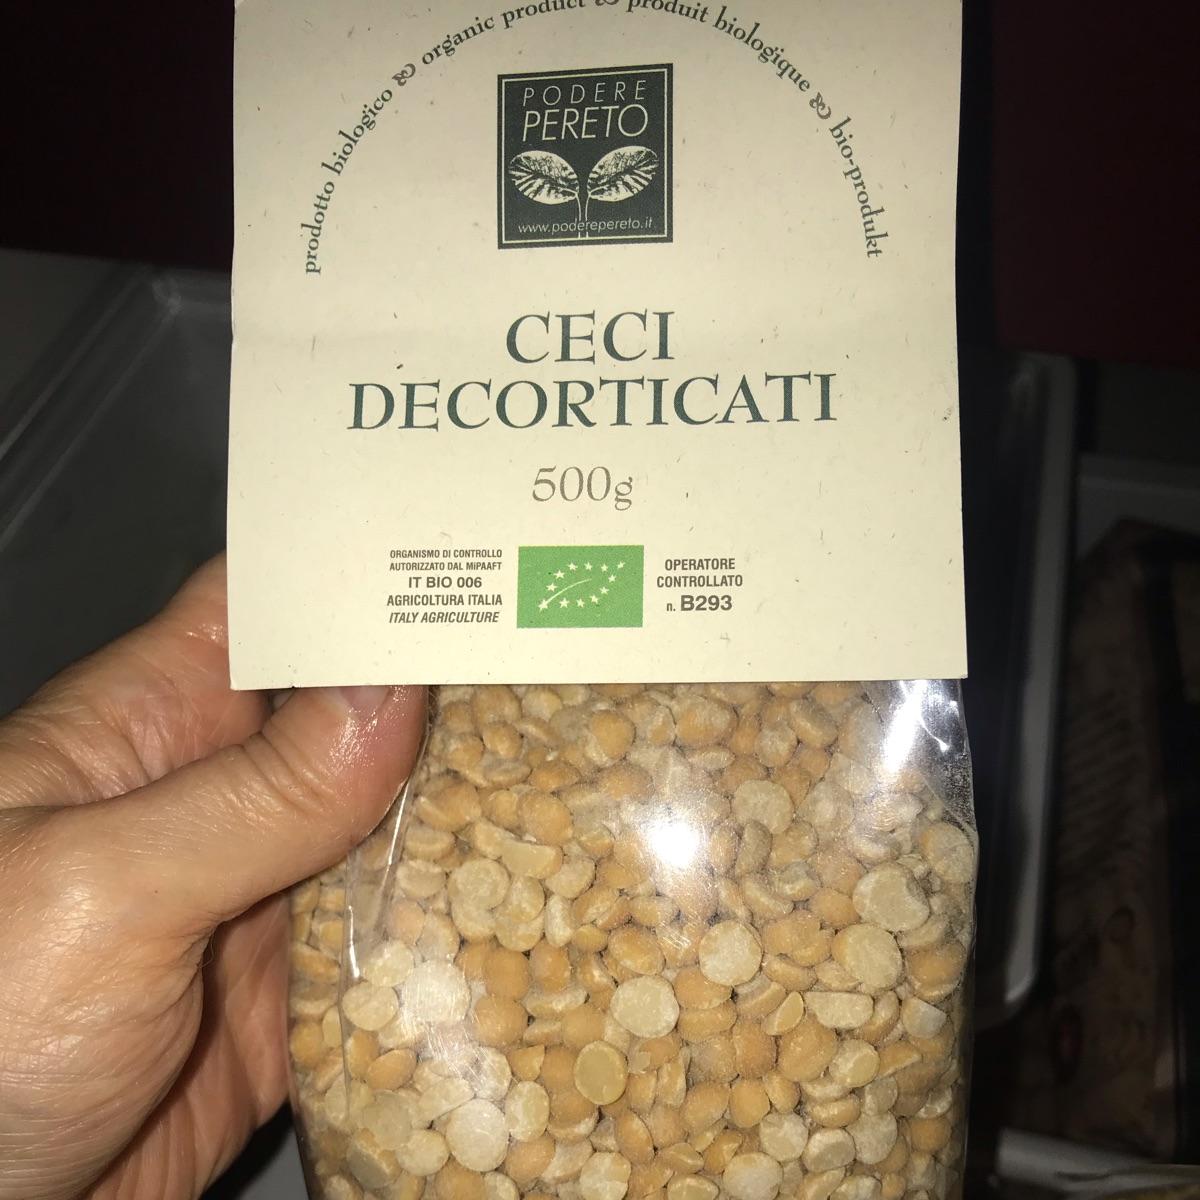 prodotto biologico & organic product & produit biologique & bio-produkt
PODERE
PERETO
www.poderepereto.it
CECI
DECORTICATI
500g
ORGANISMO DI CONTROLLO
AUTORIZZATO DAL MiPAAFT
IT BIO 006
AGRICOLTURA ITALIA
ITALY AGRICULTURE
OPERATORE
CONTROLLATO
n. B293